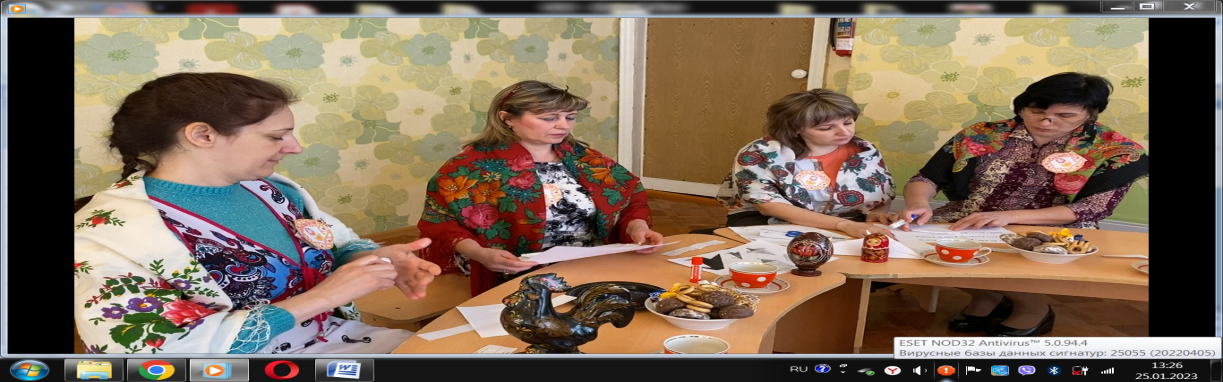 ESET NOD32 Antivirus™ 5.0.94.4
Вирусные базы данных сигнатур: 25055 (20220405)
RU
13:26
25.01.2023